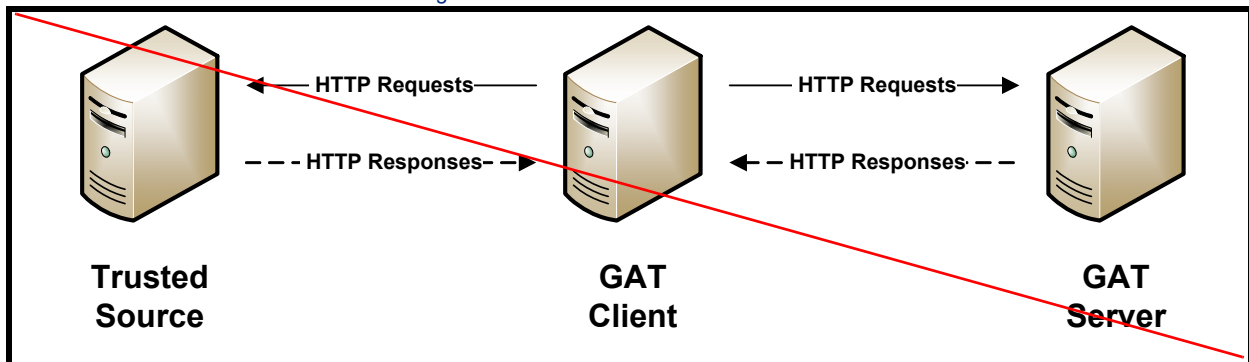 HTTP Requests
HTTP Requests
HTTP Responses
HTTP Responses
Trusted
Source
GAT
Client
GAT
Server